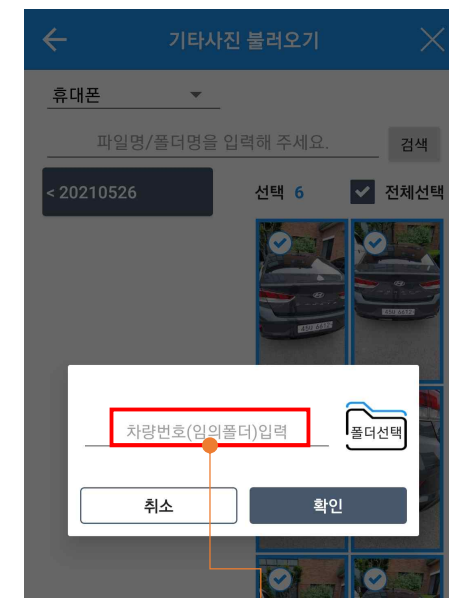 기타사진 불러오기
휴대폰
파일명/폴더명을 입력해 주세요.
검색
< 20210526
선택 6
전체선택
차량번호(임의폴더)입력
폴더선택
취소
확인